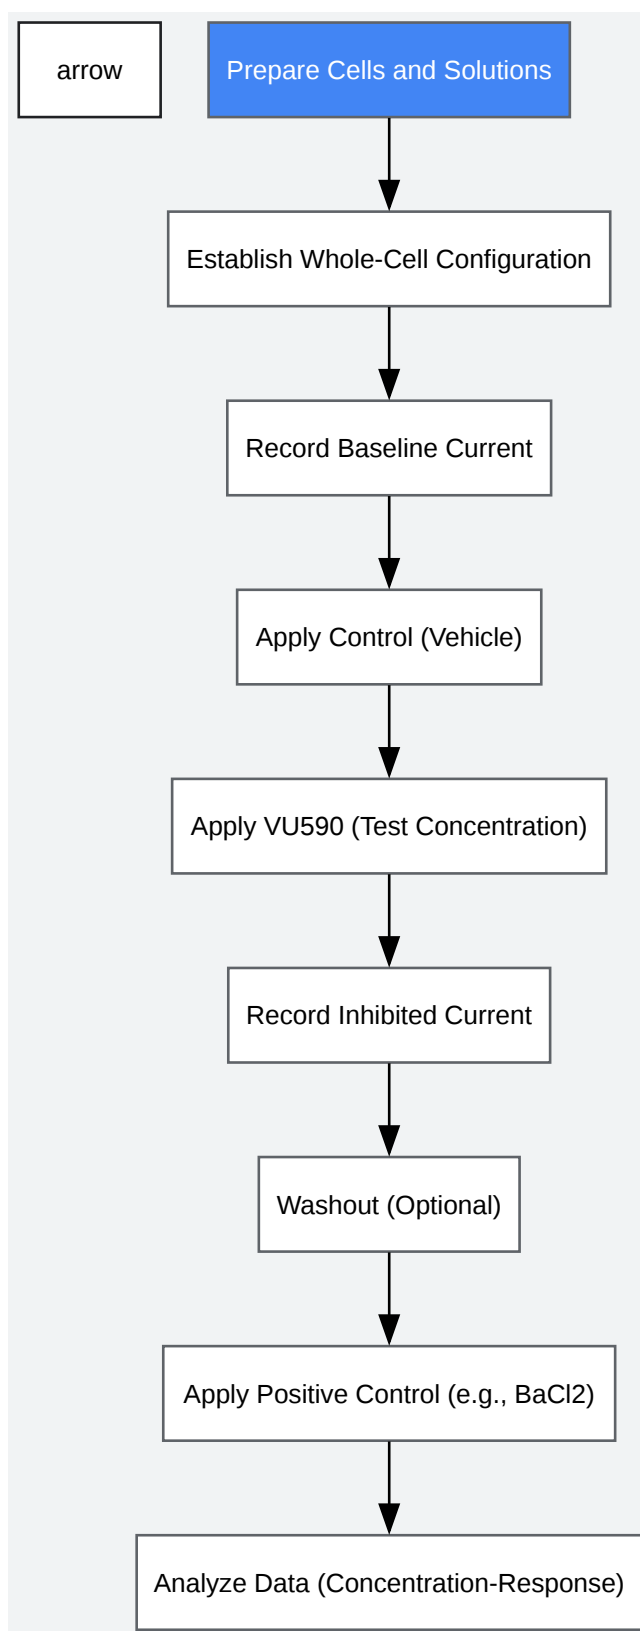 arrow
Prepare Cells and Solutions
Establish Whole-Cell Configuration
Record Baseline Current
Apply Control (Vehicle)
Apply VU590 (Test Concentration)
Record Inhibited Current
Washout (Optional)
Apply Positive Control (e.g., BaCl2)
Analyze Data (Concentration-Response)